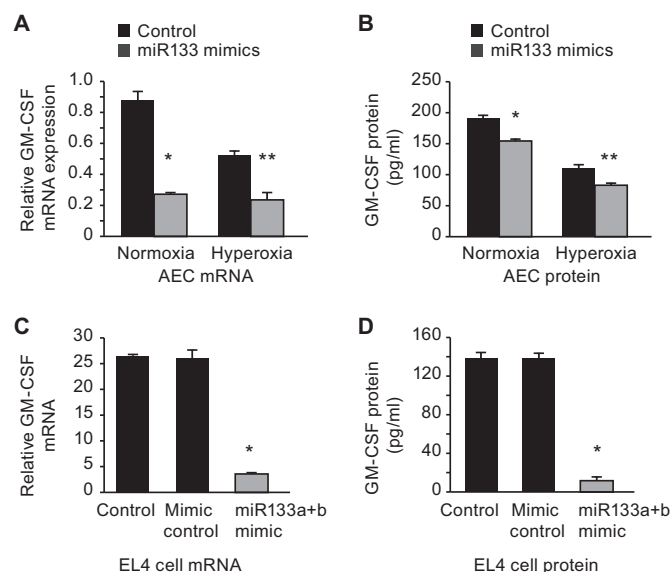 A
Control
miR133 mimics
Relative GM-CSF
mRNA expression
1.0
0.8
0.6
0.4
0.2
0
*
**
Normoxia Hyperoxia
AEC mRNA
B
Control
miR133 mimics
GM-CSF protein
(pg/ml)
250
200
150
100
50
0
*
**
Normoxia Hyperoxia
AEC protein
C
Relative GM-CSF
mRNA
30
25
20
15
10
5
0
*
Control Mimic miR133a+b
control mimic
EL4 cell mRNA
D
GM-CSF protein
(pg/ml)
160
120
80
40
0
*
Control Mimic miR133a+b
control mimic
EL4 cell protein